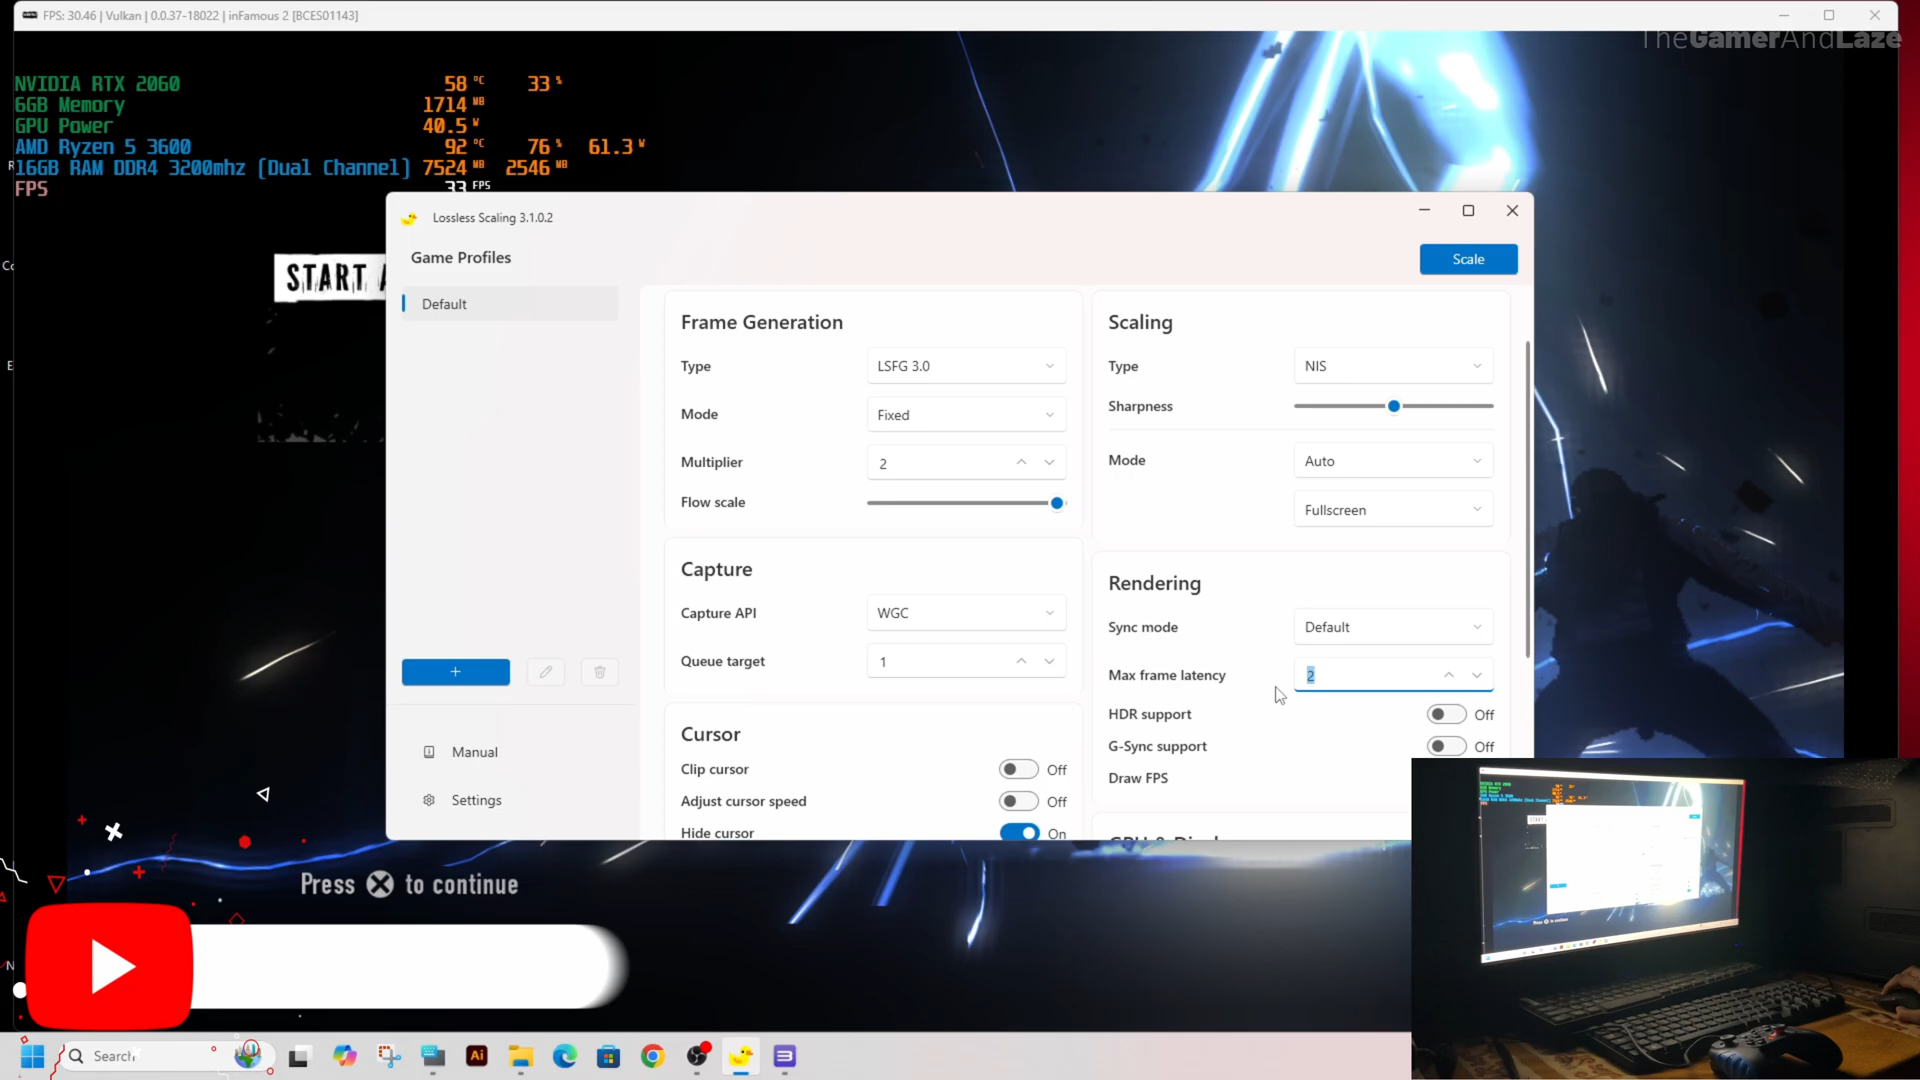 FPS: 30.46 | Vulkan | 0.0.37-18022 | inFamous 2 [BCES01143]
TheGamerAndLaze
NVIDIA RTX 2060 58 °C 33 %
6GB Memory 1714 MB
GPU Power 40.5 W
AMD Ryzen 5 3600 92 °C 76 % 61.3 W
16GB RAM DDR4 3200mhz (Dual Channel) 7524 MB 2546 MB
FPS 33 FPS
START
Lossless Scaling 3.1.0.2
Game Profiles
Scale
Default
Frame Generation
Type LSFG 3.0
Mode Fixed
Multiplier 2
Flow scale
Capture
Capture API WGC
Queue target 1
Cursor
Clip cursor Off
Adjust cursor speed Off
Hide cursor On
Scaling
Type NIS
Sharpness
Mode Auto
Fullscreen
Rendering
Sync mode Default
Max frame latency 2
HDR support Off
G-Sync support Off
Draw FPS
Manual
Settings
Press to continue
Search
Ai